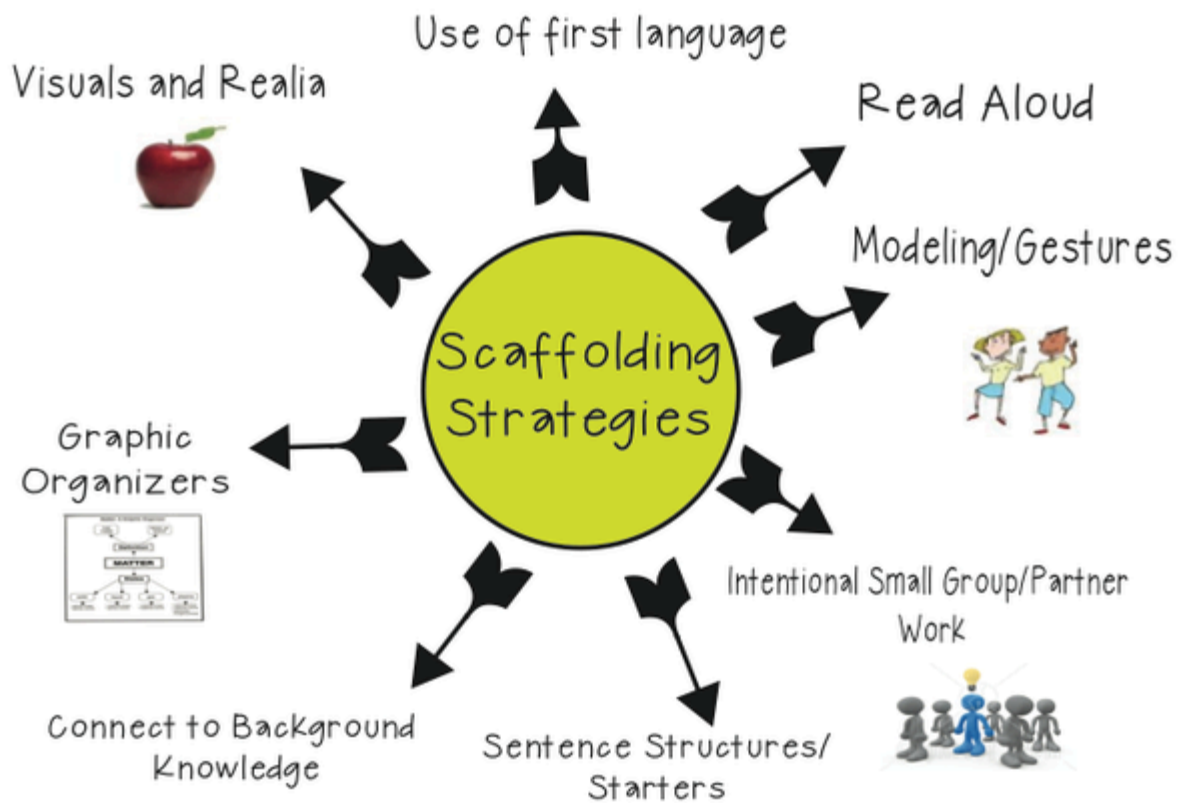 Use of first language
Visuals and Realia
Read Aloud
Modeling/Gestures
Scaffolding
Strategies
Graphic
Organizers
MATTER
Intentional Small Group/Partner
Work
Connect to Background
Knowledge
Sentence Structures/
Starters